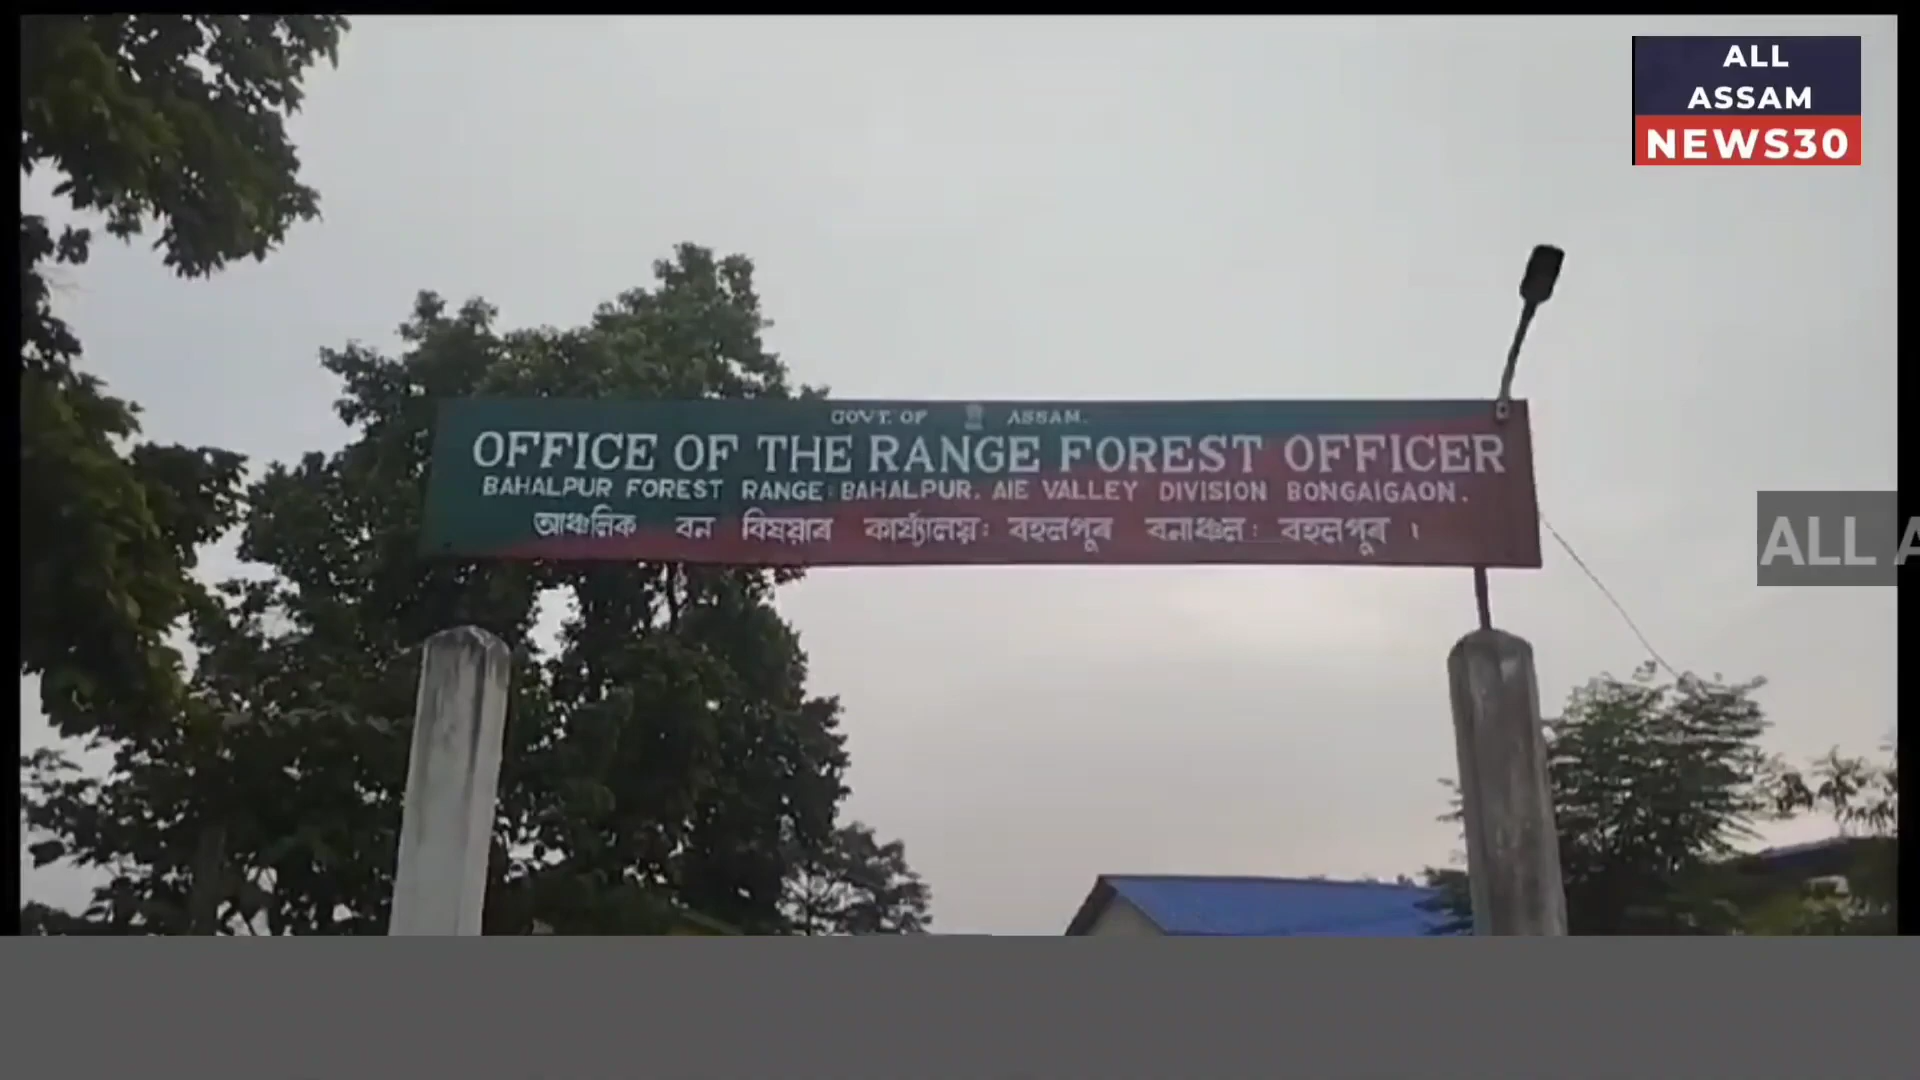 ALL
ASSAM
NEWS30
GOVT. OF ASSAM.
OFFICE OF THE RANGE FOREST OFFICER
BAHALPUR FOREST RANGE: BAHALPUR. AIE VALLEY DIVISION BONGAIGAON.
আঞ্চলিক বন বিষয়াৰ কাৰ্য্যালয়: বহলপুৰ বনাঞ্চল: বহলপুৰ ।
ALL A